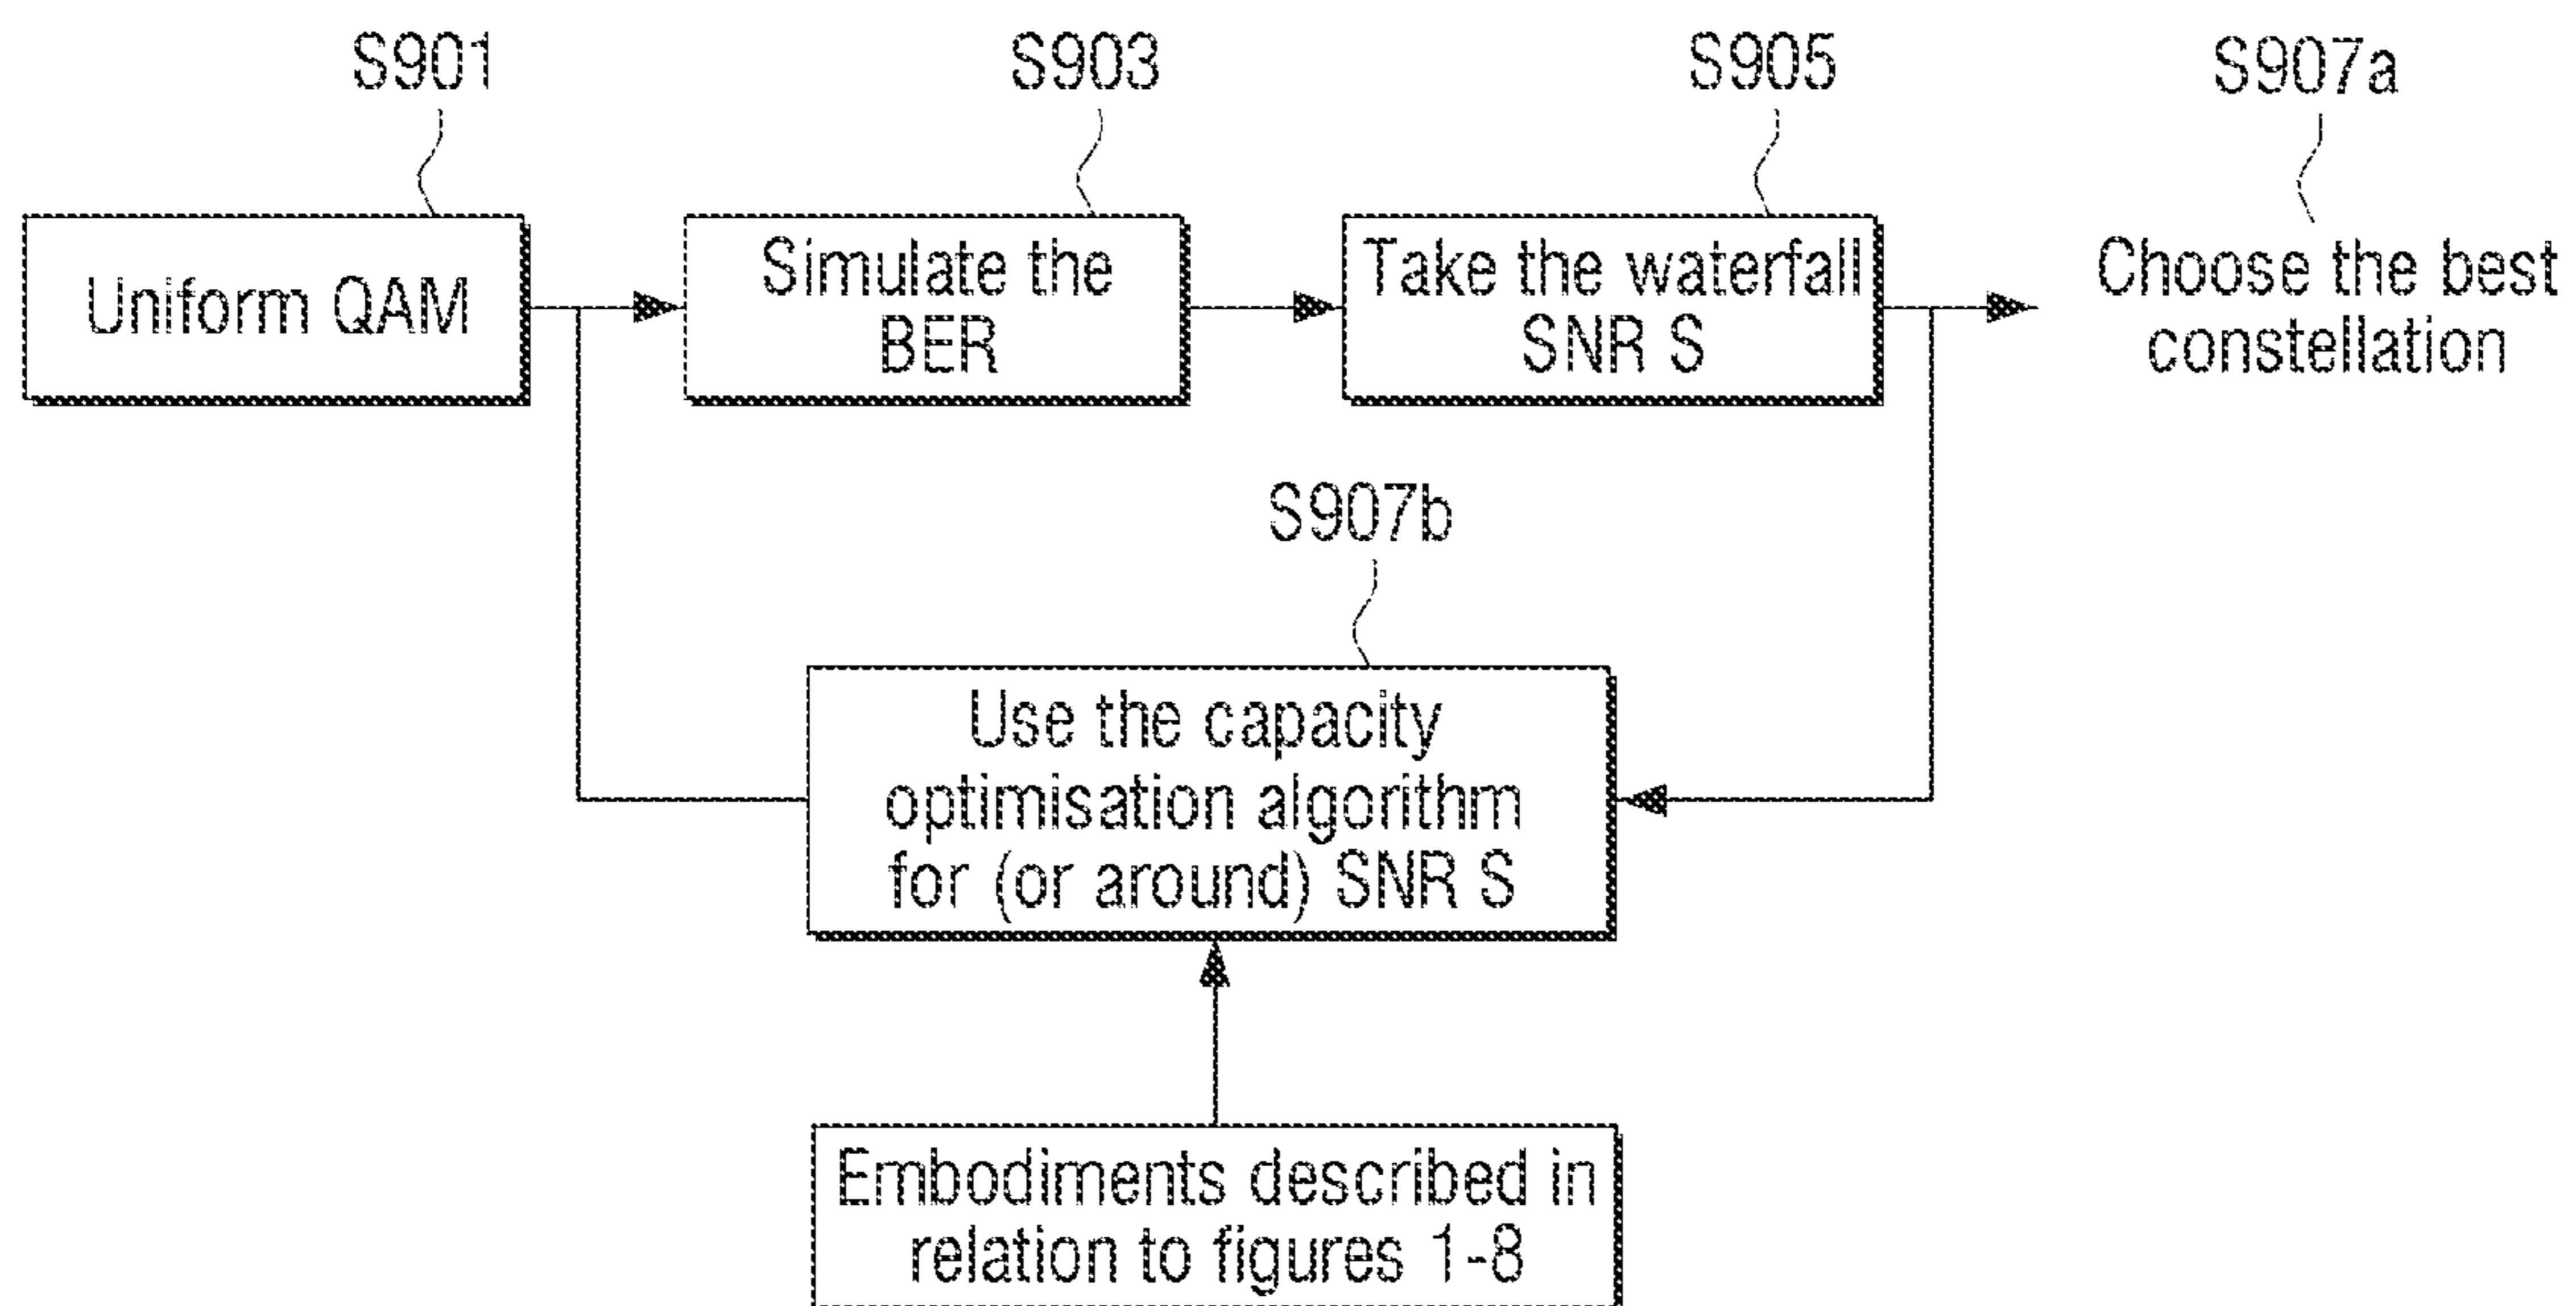 S901
S903
S905
S907a
Uniform QAM
Simulate the
BER
Take the waterfall
SNR S
Choose the best
constellation
S907b
Use the capacity
optimisation algorithm
for (or around) SNR S
Embodiments described in
relation to figures 1-8